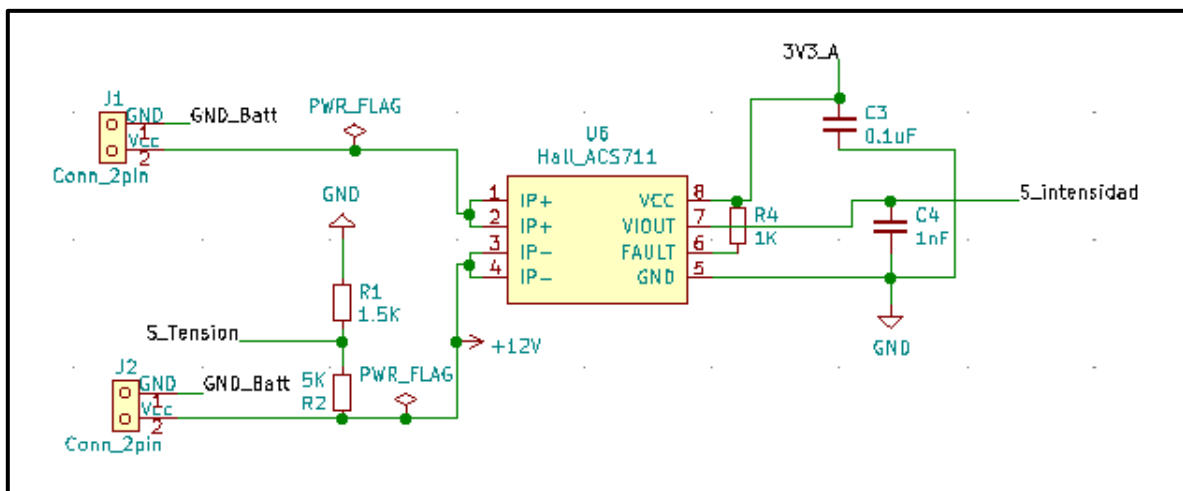 3V3_A
J1
GND
GND_Batt
1
Vcc
2
Conn_2pin
PWR_FLAG
C3
0.1uF
U6
Hall_ACS711
1 IP+ VCC 8
2 IP+ VIOUT 7
3 IP- FAULT 6
4 IP- GND 5
R4
1K
S_intensidad
C4
1nF
GND
GND
R1
1.5K
S_Tension
+12V
J2
GND
GND_Batt
1
Vcc
2
Conn_2pin
5K
R2
PWR_FLAG